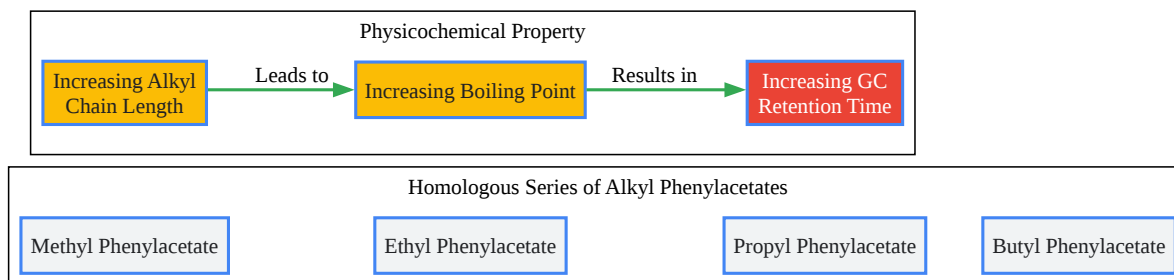 Physicochemical Property
Increasing Alkyl
Chain Length
Leads to
Increasing Boiling Point
Results in
Increasing GC
Retention Time
Homologous Series of Alkyl Phenylacetates
Methyl Phenylacetate
Ethyl Phenylacetate
Propyl Phenylacetate
Butyl Phenylacetate